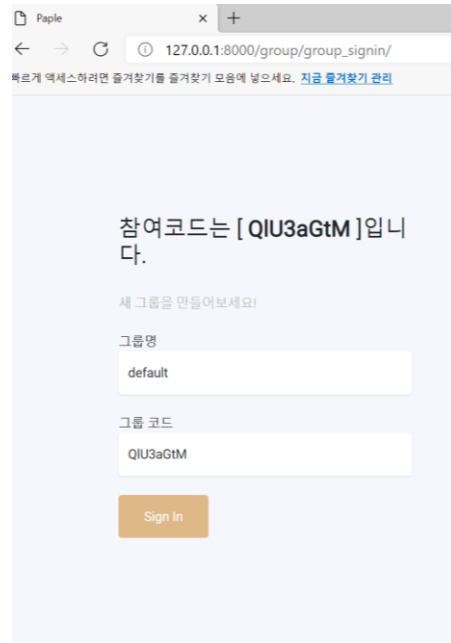 Paple
127.0.0.1:8000/group/group_signin/
빠르게 액세스하려면 즐겨찾기를 즐겨찾기 모음에 넣으세요. 지금 즐겨찾기 관리
참여코드는 [ QlU3aGtM ]입니
다.
새 그룹을 만들어보세요!
그룹명
default
그룹 코드
QlU3aGtM
Sign In